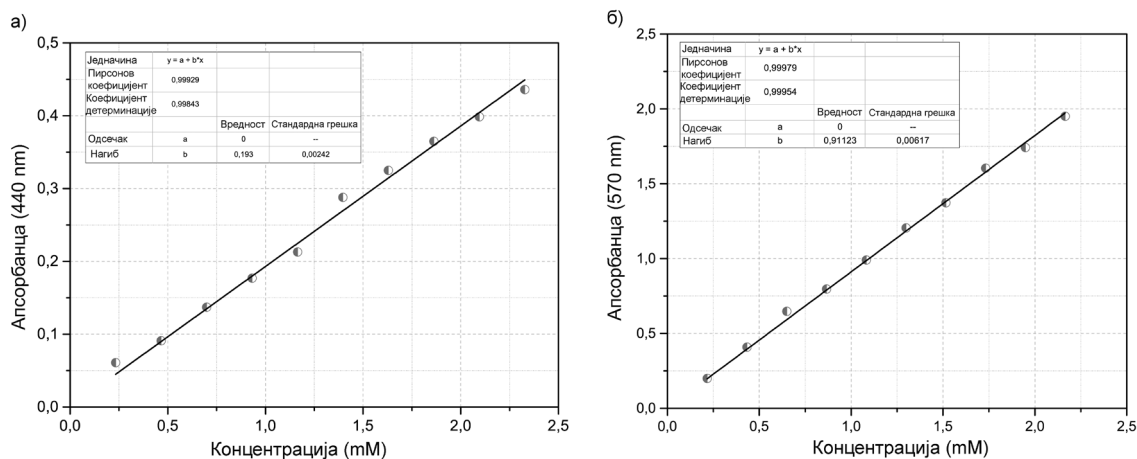 а)
Једначина y = a + b*x
Пирсонов коефицијент 0,99929
Коефицијент детерминације 0,99843
Вредност Стандардна грешка
Одсечак a 0 --
Нагиб b 0,193 0,00242
Апсорбанца (440 nm)
0,5
0,4
0,3
0,2
0,1
0,0
0,0 0,5 1,0 1,5 2,0 2,5
Концентрација (mM)
б)
Једначина y = a + b*x
Пирсонов коефицијент 0,99979
Коефицијент детерминације 0,99954
Вредност Стандардна грешка
Одсечак a 0 --
Нагиб b 0,91123 0,00617
Апсорбанца (570 nm)
2,5
2,0
1,5
1,0
0,5
0,0
0,0 0,5 1,0 1,5 2,0 2,5
Концентрација (mM)